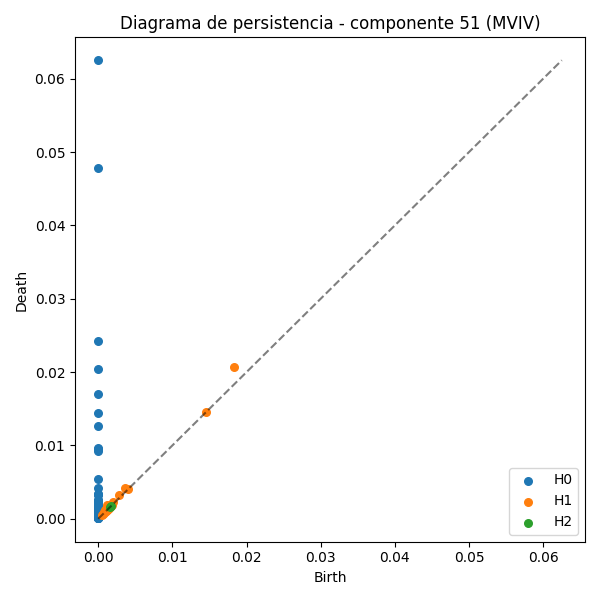 Diagrama de persistencia - componente 51 (MVIV)
Death
0.06
0.05
0.04
0.03
0.02
0.01
0.00
0.00 0.01 0.02 0.03 0.04 0.05 0.06
Birth
H0
H1
H2